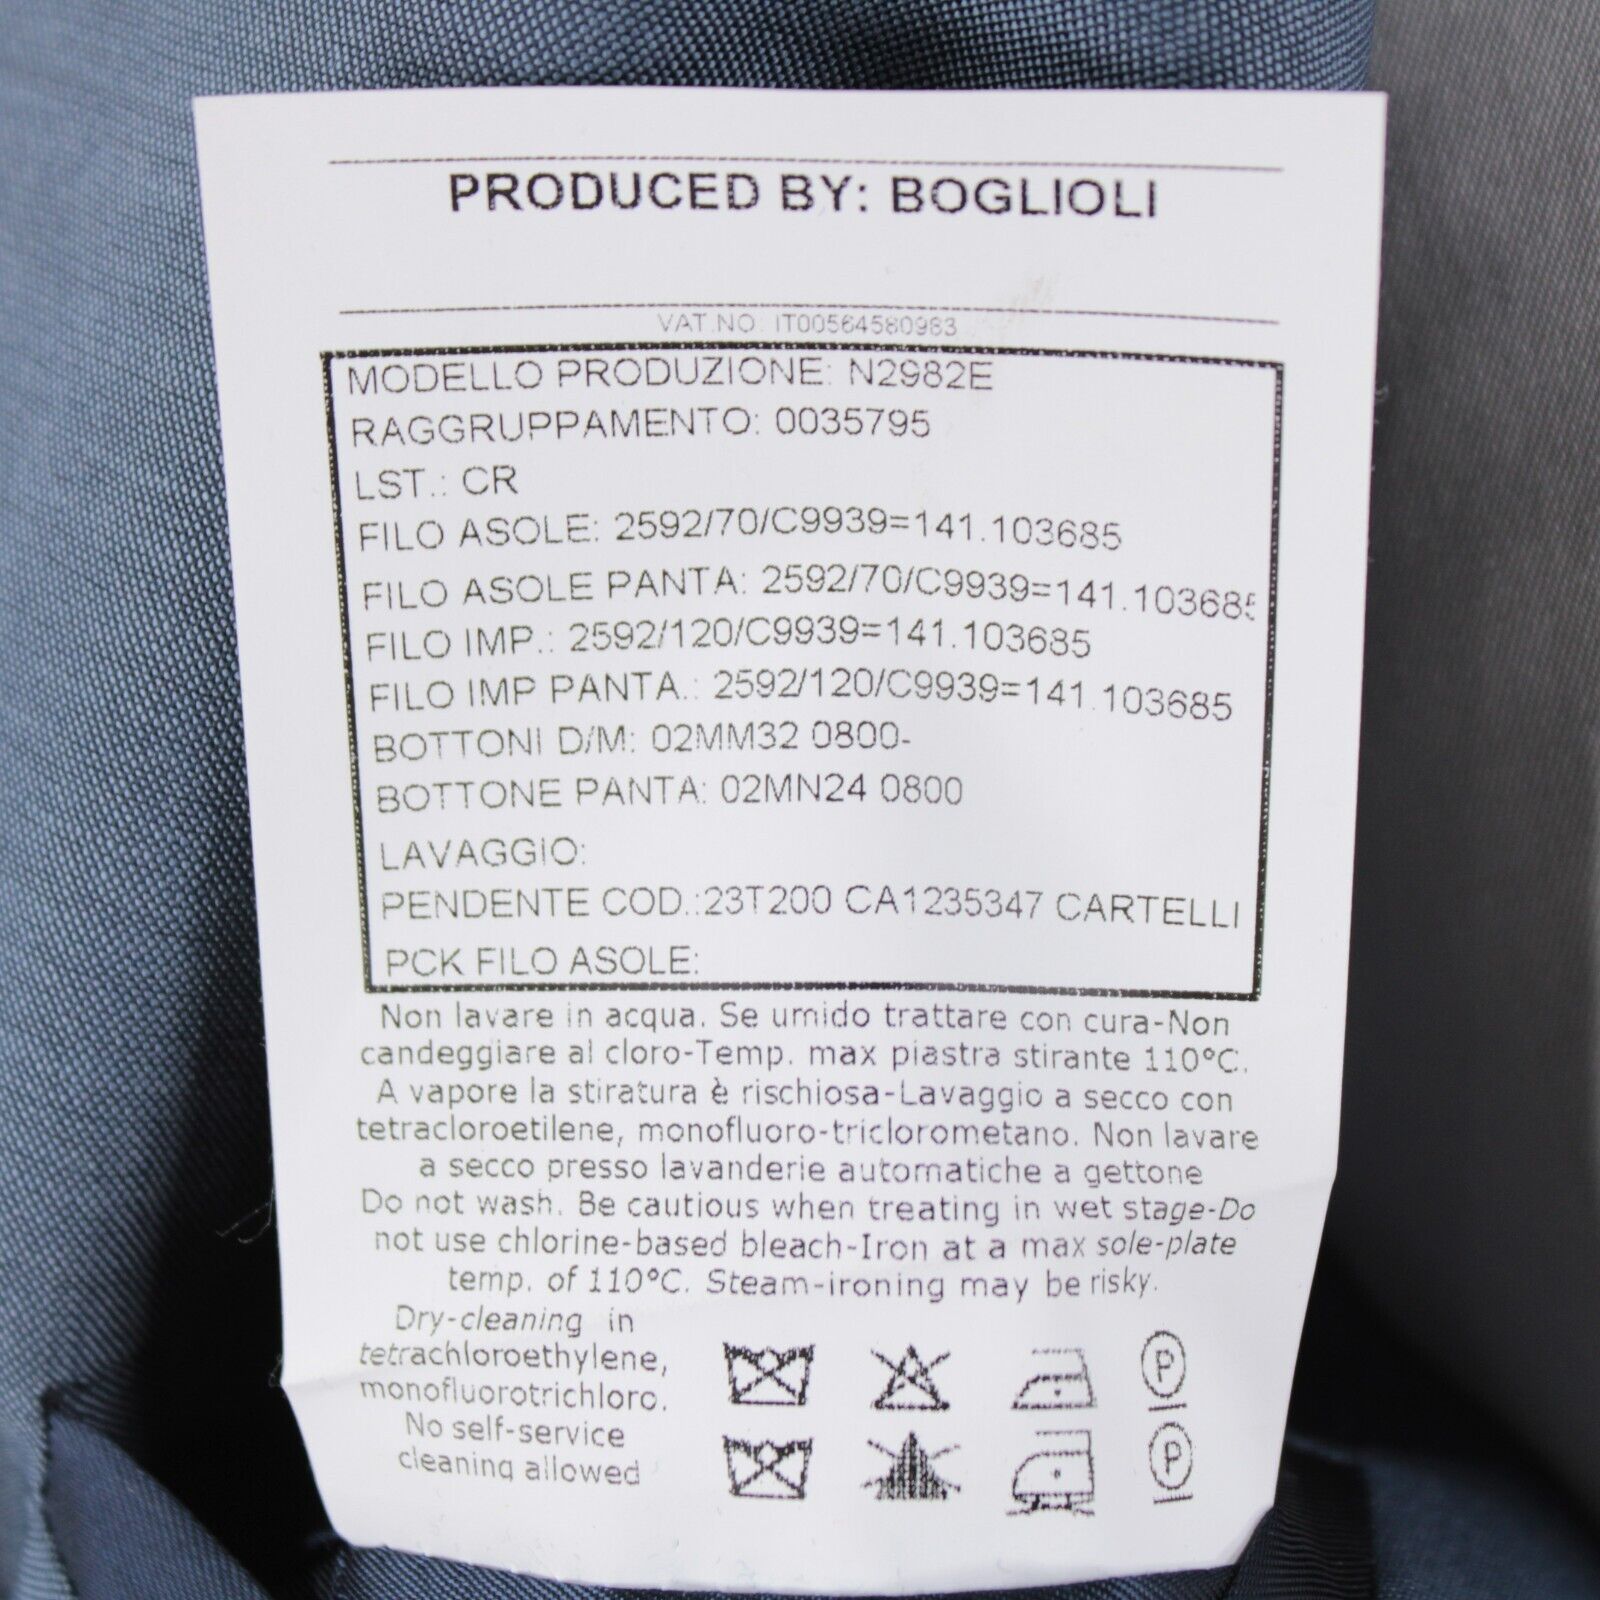 PRODUCED BY: BOGLIOLI
VAT.NO: IT00564580983
MODELLO PRODUZIONE: N2982E
RAGGRUPPAMENTO: 0035795
LST.: CR
FILO ASOLE: 2592/70/C9939=141.103685
FILO ASOLE PANTA: 2592/70/C9939=141.103685
FILO IMP.: 2592/120/C9939=141.103685
FILO IMP PANTA.: 2592/120/C9939=141.103685
BOTTONI D/M: 02MM32 0800-
BOTTONE PANTA: 02MN24 0800
LAVAGGIO:
PENDENTE COD.:23T200 CA1235347 CARTELLI
PCK FILO ASOLE:
Non lavare in acqua. Se umido trattare con cura-Non
candeggiare al cloro-Temp. max piastra stirante 110°C.
A vapore la stiratura è rischiosa-Lavaggio a secco con
tetracloroetilene, monofluoro-triclorometano. Non lavare
a secco presso lavanderie automatiche a gettone
Do not wash. Be cautious when treating in wet stage-Do
not use chlorine-based bleach-Iron at a max sole-plate
temp. of 110°C. Steam-ironing may be risky.
Dry-cleaning in
tetrachloroethylene,
monofluorotrichloro.
No self-service
cleaning allowed
P
P